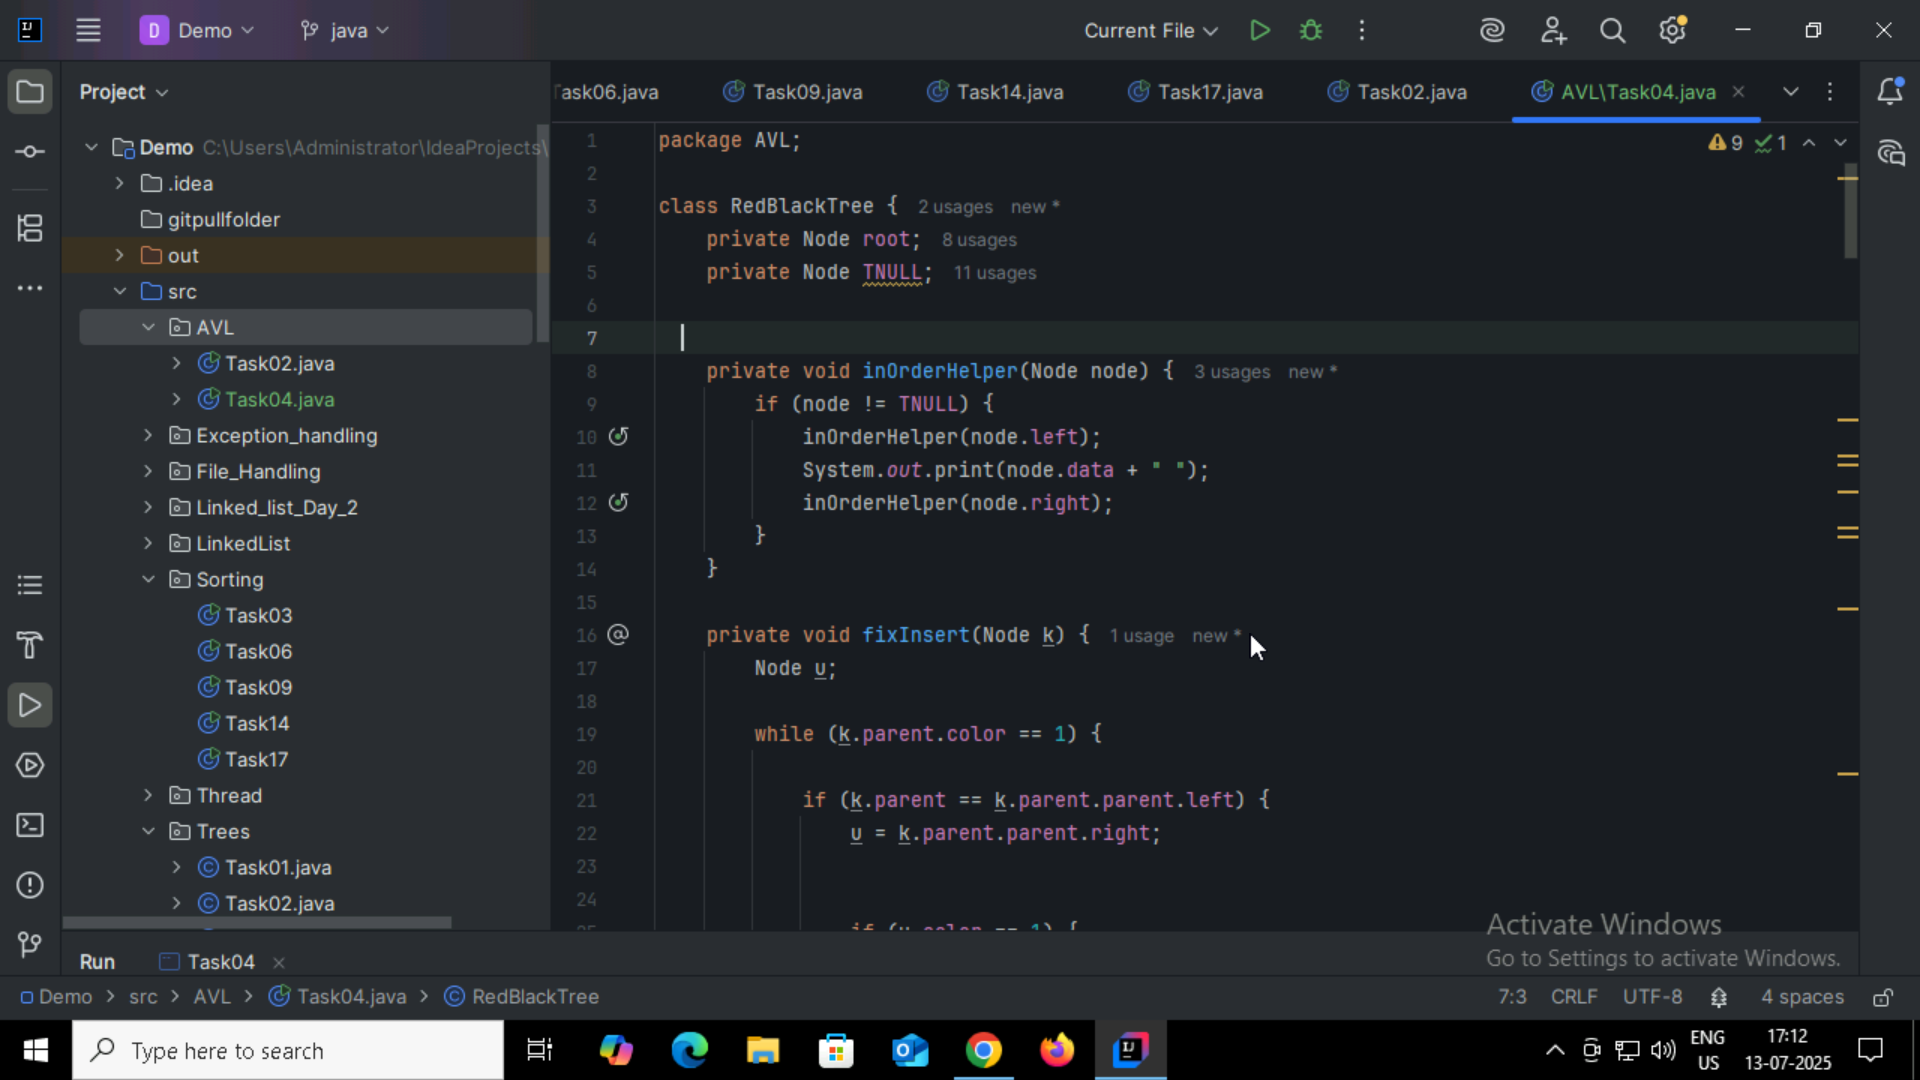 D Demo java Current File
Project
Task06.java Task09.java Task14.java Task17.java Task02.java AVL\Task04.java
Demo C:\Users\Administrator\IdeaProjects\
.idea
gitpullfolder
out
src
AVL
Task02.java
Task04.java
Exception_handling
File_Handling
Linked_list_Day_2
LinkedList
Sorting
Task03
Task06
Task09
Task14
Task17
Thread
Trees
Task01.java
Task02.java
9 1
1 package AVL;
2
3 class RedBlackTree { 2 usages new *
4 private Node root; 8 usages
5 private Node TNULL; 11 usages
6
7
8 private void inOrderHelper(Node node) { 3 usages new *
9 if (node != TNULL) {
10 inOrderHelper(node.left);
11 System.out.print(node.data + " ");
12 inOrderHelper(node.right);
13 }
14 }
15
16 private void fixInsert(Node k) { 1 usage new *
17 Node u;
18
19 while (k.parent.color == 1) {
20
21 if (k.parent == k.parent.parent.left) {
22 u = k.parent.parent.right;
23
24
25 if (u.color == 1) {
Activate Windows
Go to Settings to activate Windows.
Run Task04
Demo > src > AVL > Task04.java > RedBlackTree 7:3 CRLF UTF-8 4 spaces
Type here to search
ENG
US
17:12
13-07-2025